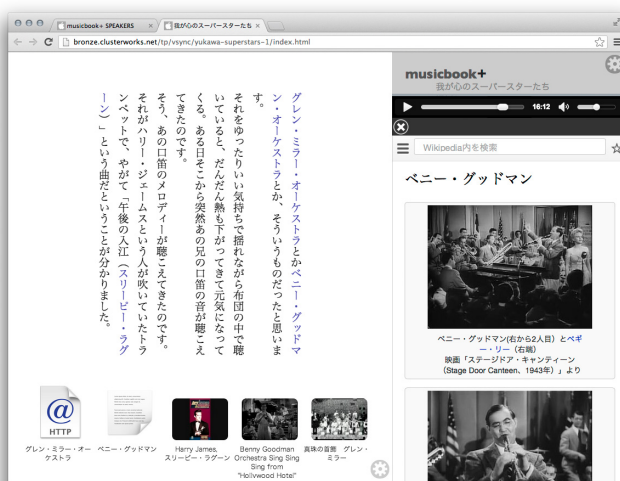 musicbook+ SPEAKERS
我が心のスーパースターたち
bronze.clusterworks.net/tp/vsync/yukawa-superstars-1/index.html
グレン・ミラー・オーケストラとかベニー・グッドマ
ン・オーケストラとか、そういうものだったと思いま
す。
それをゆったりいい気持ちで揺れながら布団の中で聴
いていると、だんだん熱も下がってきて元気になって
くる。ある日そこから突然あの兄の口笛の音が聴こえ
てきたのです。
そう、あの口笛のメロディーが聴こえてきたのです。
それがハリー・ジェームスという人が吹いていたトラ
ンペットで、やがて「午後の入江（スリーピー・ラグ
ーン）」という曲だということが分かりました。
HTTP
グレン・ミラー・オー
ケストラ
ベニー・グッドマン
Harry James,
スリーピー・ラグーン
Benny Goodman
Orchestra Sing Sing
Sing from
"Hollywood Hotel"
真珠の首飾　グレン・
ミラー
musicbook+
我が心のスーパースターたち
16:12
Wikipedia内を検索
ベニー・グッドマン
ベニー・グッドマン(右から2人目）とペギ
ー・リー（右端）
映画「ステージドア・キャンティーン
（Stage Door Canteen、1943年）」より